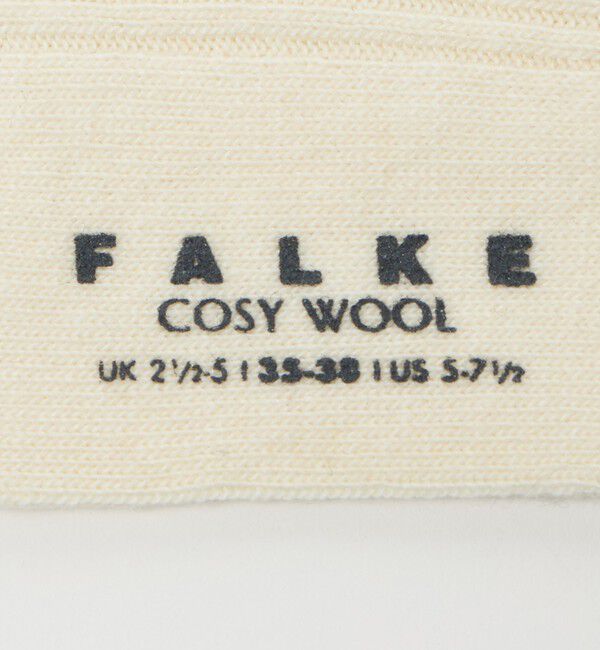 FALKE
COSY WOOL
UK 2½-5 | 35-38 | US 5-7½